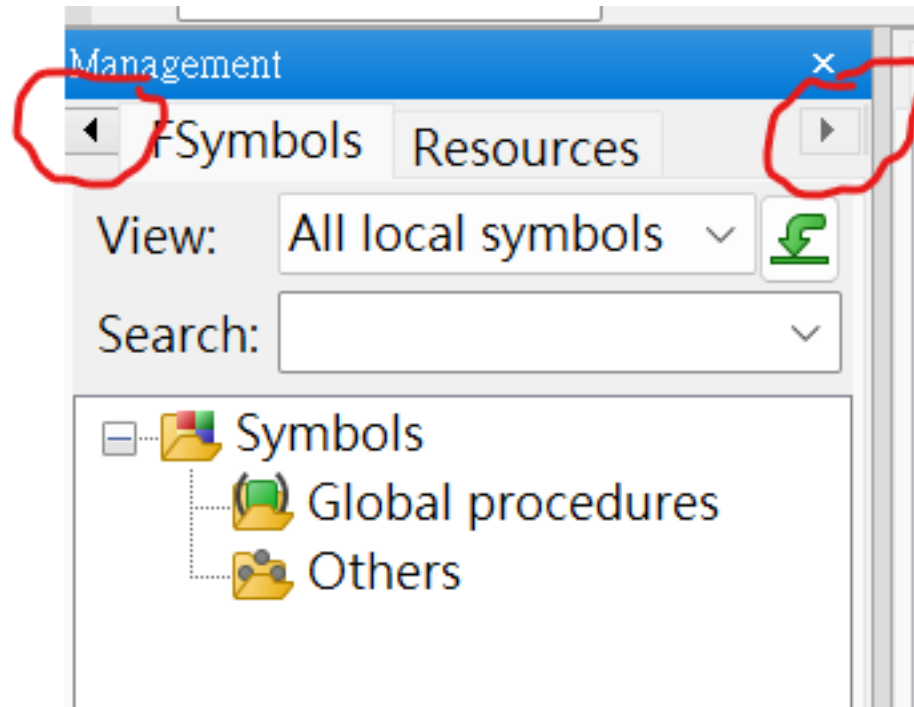 Management
FSymbols Resources
View: All local symbols
Search:
Symbols
Global procedures
Others